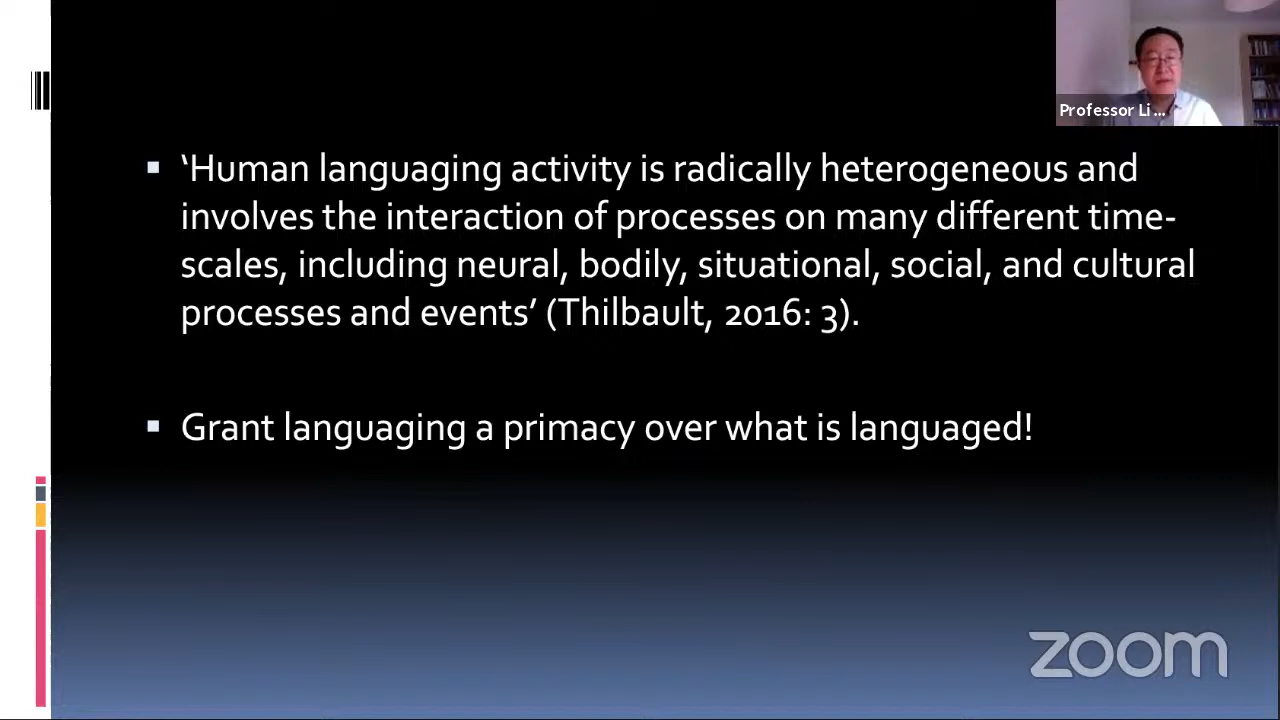 Professor Li ...
▪ ‘Human languaging activity is radically heterogeneous and
involves the interaction of processes on many different time-
scales, including neural, bodily, situational, social, and cultural
processes and events’ (Thilbault, 2016: 3).
▪ Grant languaging a primacy over what is languaged!
zoom